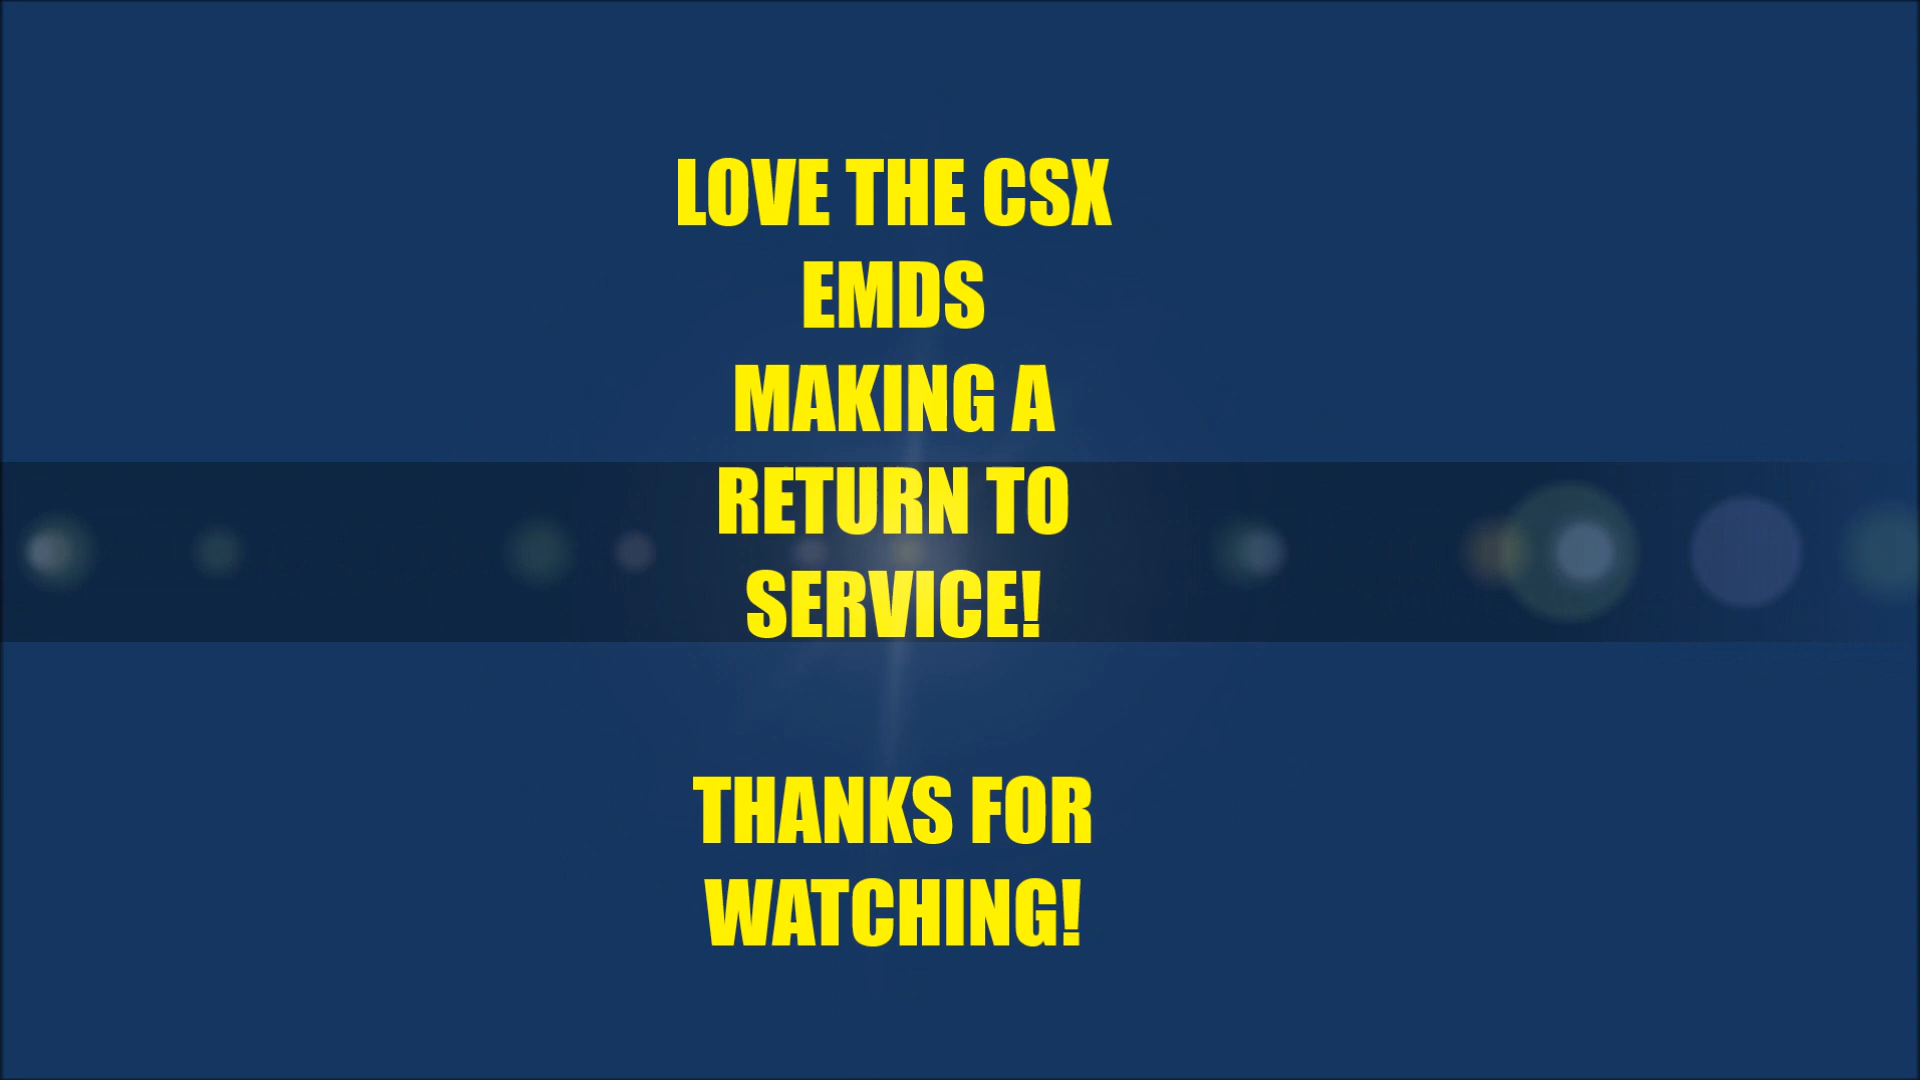 LOVE THE CSX
EMDS
MAKING A
RETURN TO
SERVICE!
THANKS FOR
WATCHING!